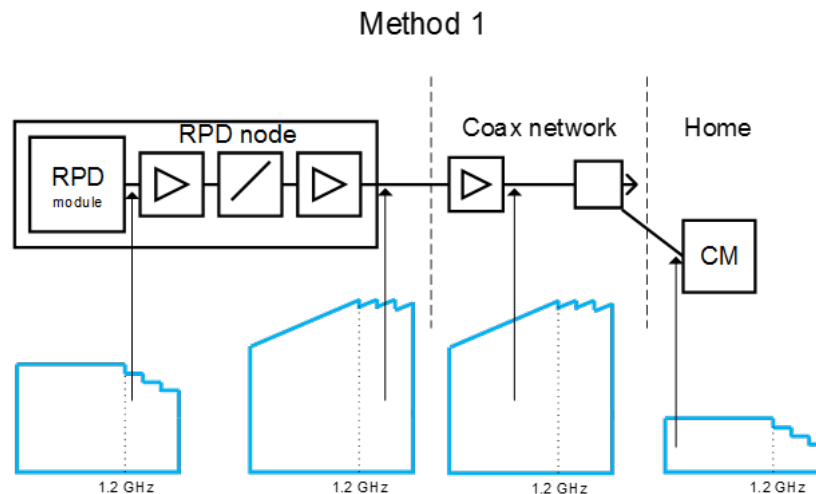 Method 1
RPD node
Coax network
Home
RPD
module
CM
1.2 GHz
1.2 GHz
1.2 GHz
1.2 GHz